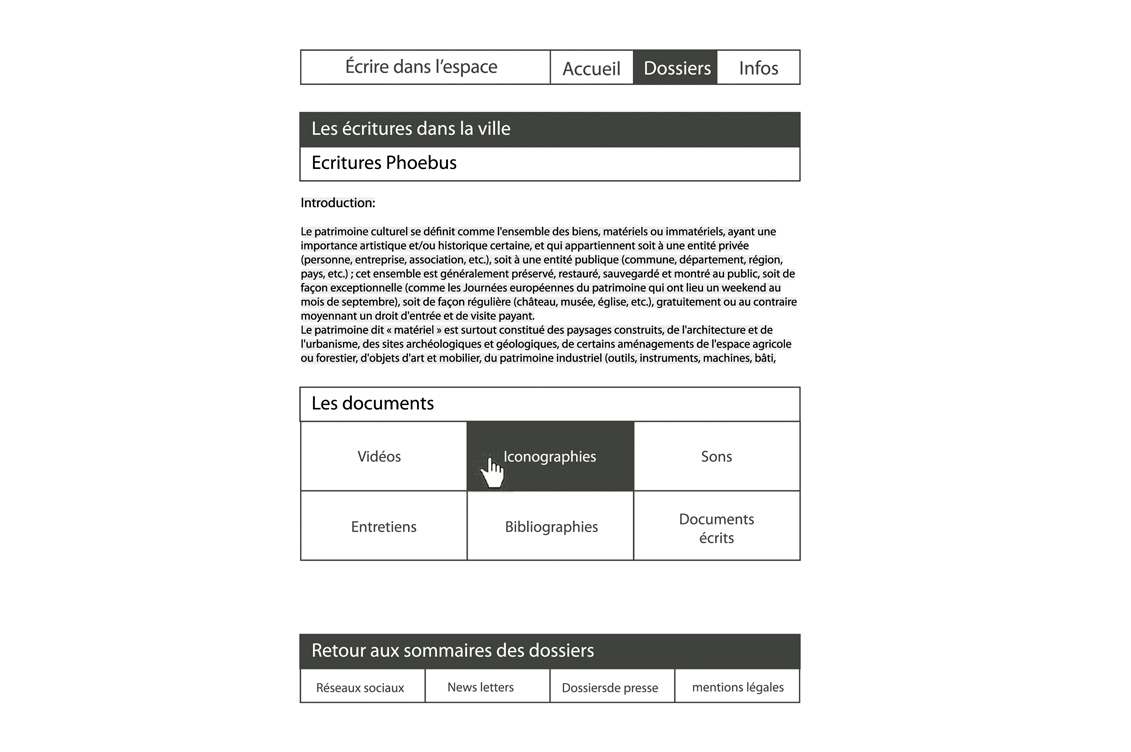 Écrire dans l'espace
Accueil
Dossiers
Infos
Les écritures dans la ville
Ecritures Phoebus
Introduction:
Le patrimoine culturel se définit comme l'ensemble des biens, matériels ou immatériels, ayant une
importance artistique et/ou historique certaine, et qui appartiennent soit à une entité privée
(personne, entreprise, association, etc.), soit à une entité publique (commune, département, région,
pays, etc.) ; cet ensemble est généralement préservé, restauré, sauvegardé et montré au public, soit de
façon exceptionnelle (comme les Journées européennes du patrimoine qui ont lieu un weekend au
mois de septembre), soit de façon régulière (château, musée, église, etc.), gratuitement ou au contraire
moyennant un droit d'entrée et de visite payant.
Le patrimoine dit « matériel » est surtout constitué des paysages construits, de l'architecture et de
l'urbanisme, des sites archéologiques et géologiques, de certains aménagements de l'espace agricole
ou forestier, d'objets d'art et mobilier, du patrimoine industriel (outils, instruments, machines, bâti,
Les documents
Vidéos
Iconographies
Sons
Entretiens
Bibliographies
Documents
écrits
Retour aux sommaires des dossiers
Réseaux sociaux
News letters
Dossiersde presse
mentions légales